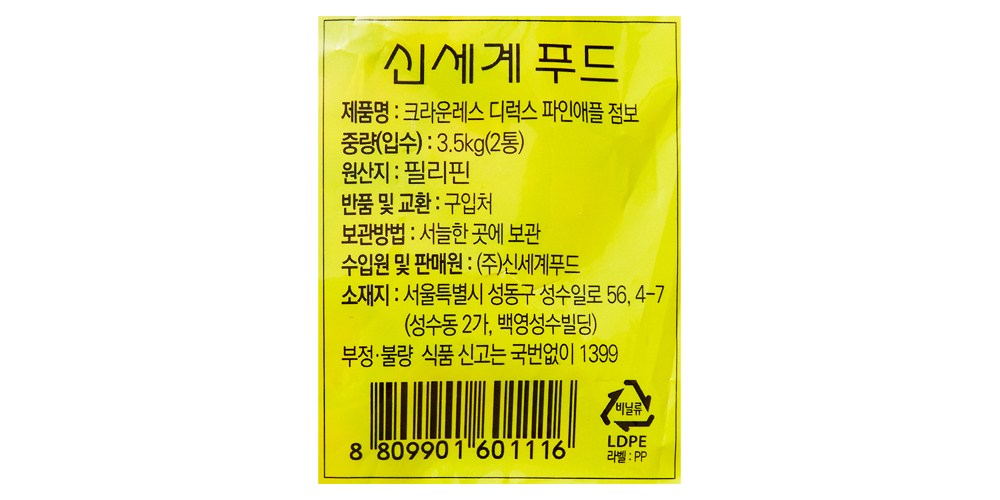 신세계 푸드
제품명 : 크라운레스 디럭스 파인애플 점보
중량(입수) : 3.5kg(2통)
원산지 : 필리핀
반품 및 교환 : 구입처
보관방법 : 서늘한 곳에 보관
수입원 및 판매원 : (주)신세계푸드
소재지 : 서울특별시 성동구 성수일로 56, 4-7
(성수동 2가, 백영성수빌딩)
부정·불량 식품 신고는 국번없이 1399
8 809901 601116
비닐류
LDPE
라벨 : PP